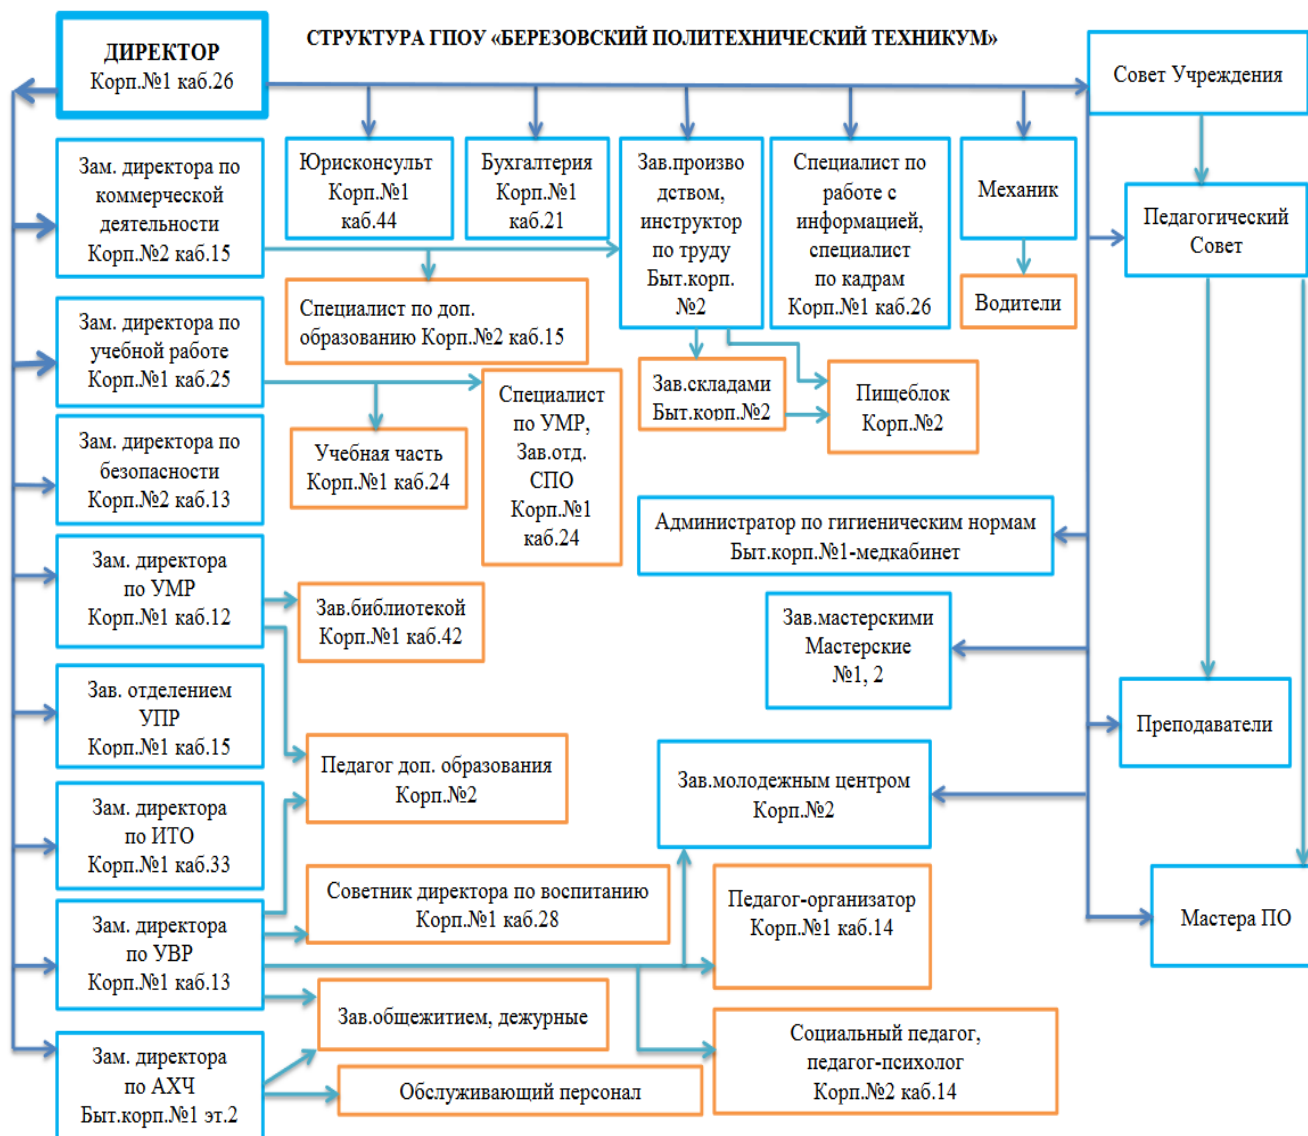 СТРУКТУРА ГПОУ «БЕРЕЗОВСКИЙ ПОЛИТЕХНИЧЕСКИЙ ТЕХНИКУМ»
ДИРЕКТОР
Корп.№1 каб.26
Совет Учреждения
Зам. директора по
коммерческой
деятельности
Корп.№2 каб.15
Юрисконсульт
Корп.№1
каб.44
Бухгалтерия
Корп.№1
каб.21
Зав.произво
дством,
инструктор
по труду
Быт.корп.
№2
Специалист по
работе с
информацией,
специалист
по кадрам
Корп.№1 каб.26
Механик
Педагогический
Совет
Специалист по доп.
образованию Корп.№2 каб.15
Водители
Зам. директора по
учебной работе
Корп.№1 каб.25
Специалист
по УМР,
Зав.отд.
СПО
Корп.№1
каб.24
Зав.складами
Быт.корп.№2
Пищеблок
Корп.№2
Зам. директора по
безопасности
Корп.№2 каб.13
Учебная часть
Корп.№1 каб.24
Администратор по гигиеническим нормам
Быт.корп.№1-медкабинет
Зам. директора
по УМР
Корп.№1 каб.12
Зав.библиотекой
Корп.№1 каб.42
Зав.мастерскими
Мастерские
№1, 2
Зав. отделением
УПР
Корп.№1 каб.15
Преподаватели
Педагог доп. образования
Корп.№2
Зав.молодежным центром
Корп.№2
Зам. директора
по ИТО
Корп.№1 каб.33
Советник директора по воспитанию
Корп.№1 каб.28
Педагог-организатор
Корп.№1 каб.14
Мастера ПО
Зам. директора
по УВР
Корп.№1 каб.13
Зав.общежитием, дежурные
Социальный педагог,
педагог-психолог
Корп.№2 каб.14
Зам. директора
по АХЧ
Быт.корп.№1 эт.2
Обслуживающий персонал